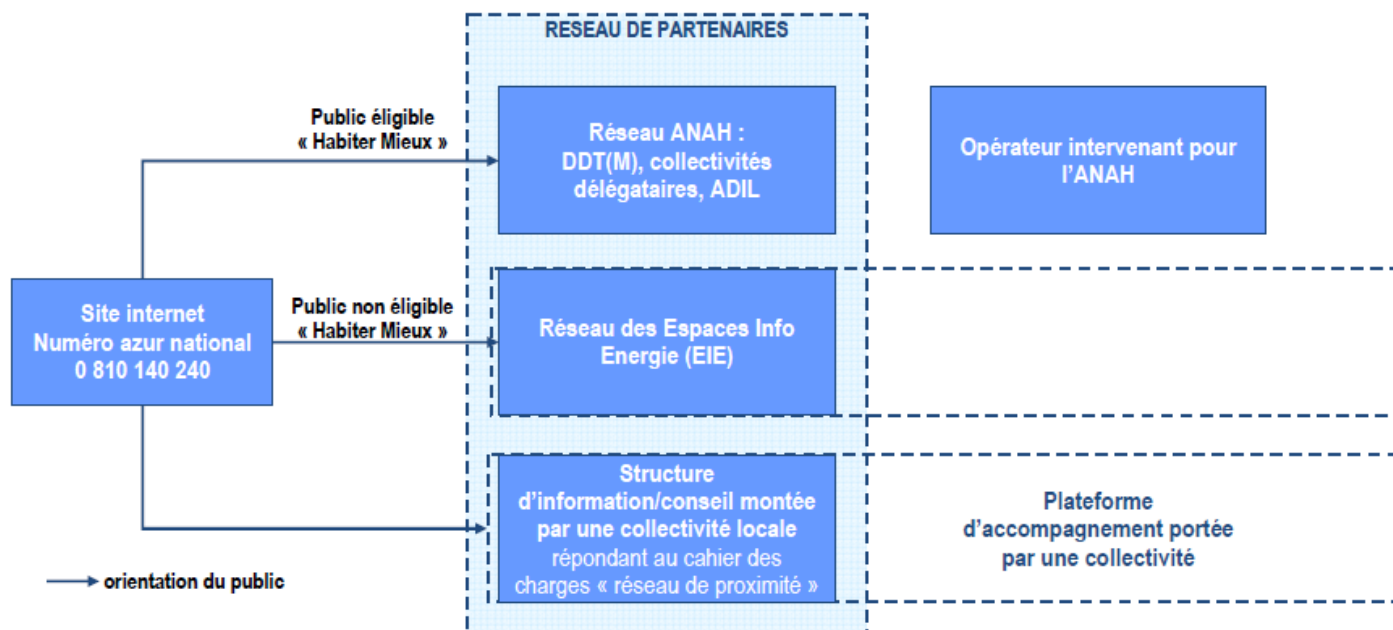 RESEAU DE PARTENAIRES
Public éligible
« Habiter Mieux »
Réseau ANAH :
DDT(M), collectivités
délégataires, ADIL
Opérateur intervenant pour
l'ANAH
Site internet
Numéro azur national
0 810 140 240
Public non éligible
« Habiter Mieux »
Réseau des Espaces Info
Energie (EIE)
Structure
d'information/conseil montée
par une collectivité locale
répondant au cahier des
charges « réseau de proximité »
Plateforme
d'accompagnement portée
par une collectivité
orientation du public